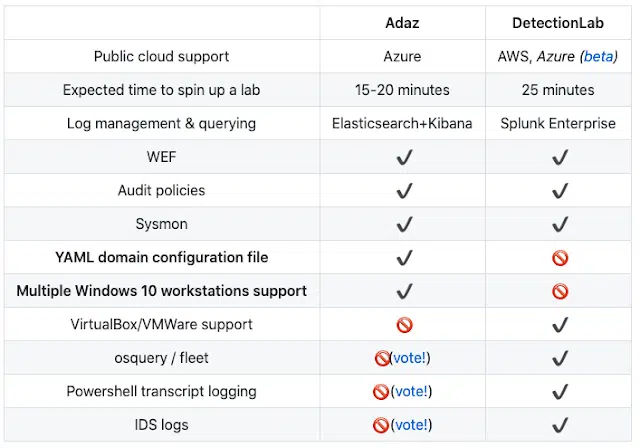 Adaz DetectionLab
Public cloud support Azure AWS, Azure (beta)
Expected time to spin up a lab 15-20 minutes 25 minutes
Log management & querying Elasticsearch+Kibana Splunk Enterprise
WEF ✔ ✔
Audit policies ✔ ✔
Sysmon ✔ ✔
YAML domain configuration file ✔ 🚫
Multiple Windows 10 workstations support ✔ 🚫
VirtualBox/VMWare support 🚫 ✔
osquery / fleet 🚫(vote!) ✔
Powershell transcript logging 🚫(vote!) ✔
IDS logs 🚫(vote!) ✔